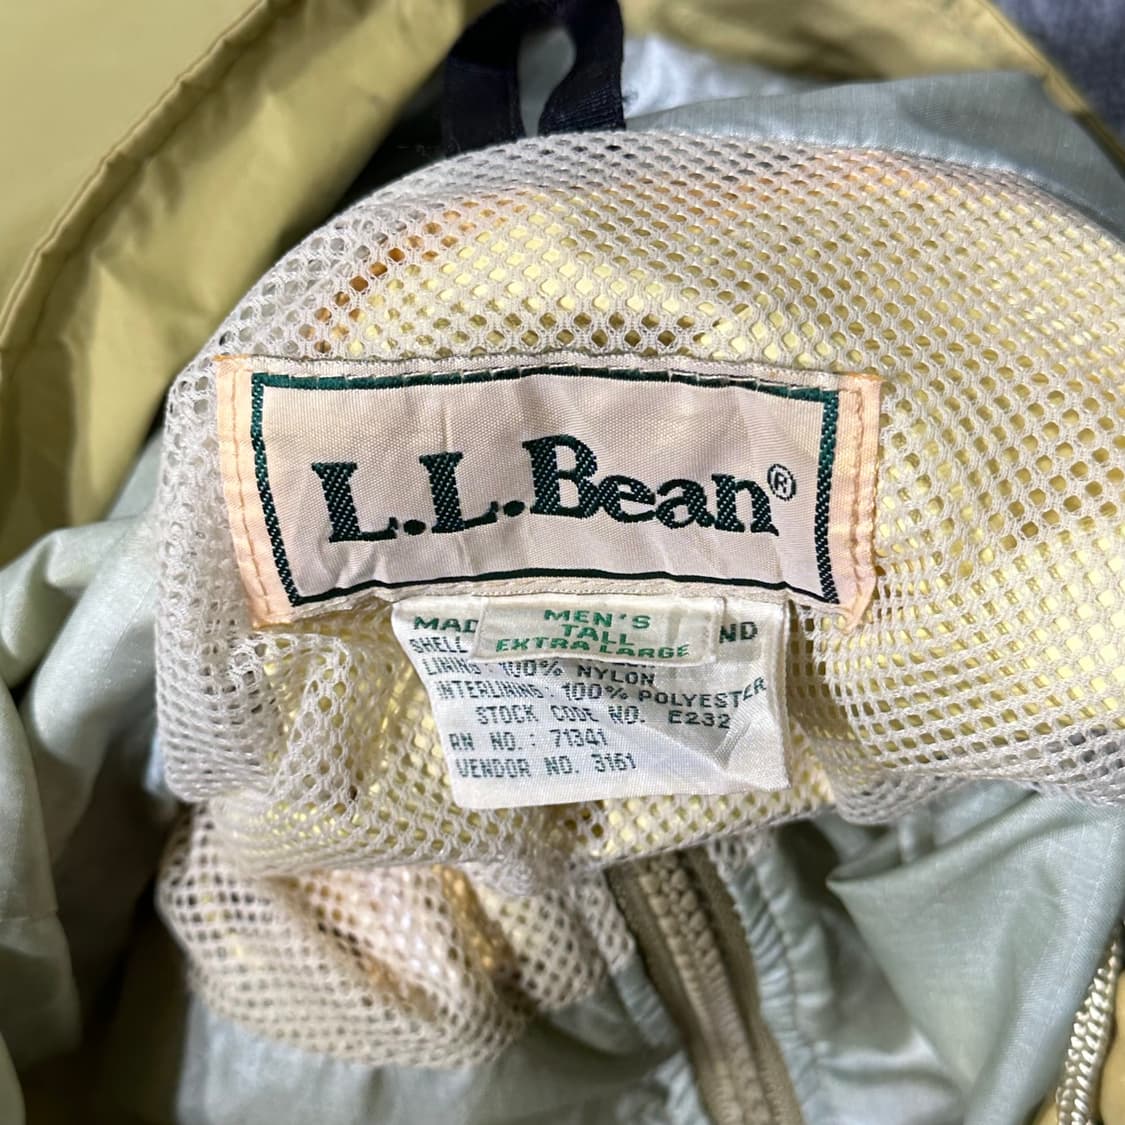 L.L.Bean®
MEN'S
TALL
EXTRA LARGE
SHELL
LINING: 100% NYLON
INTERLINING: 100% POLYESTER
STOCK CODE NO. E232
RN NO.: 71341
VENDOR NO. 3161